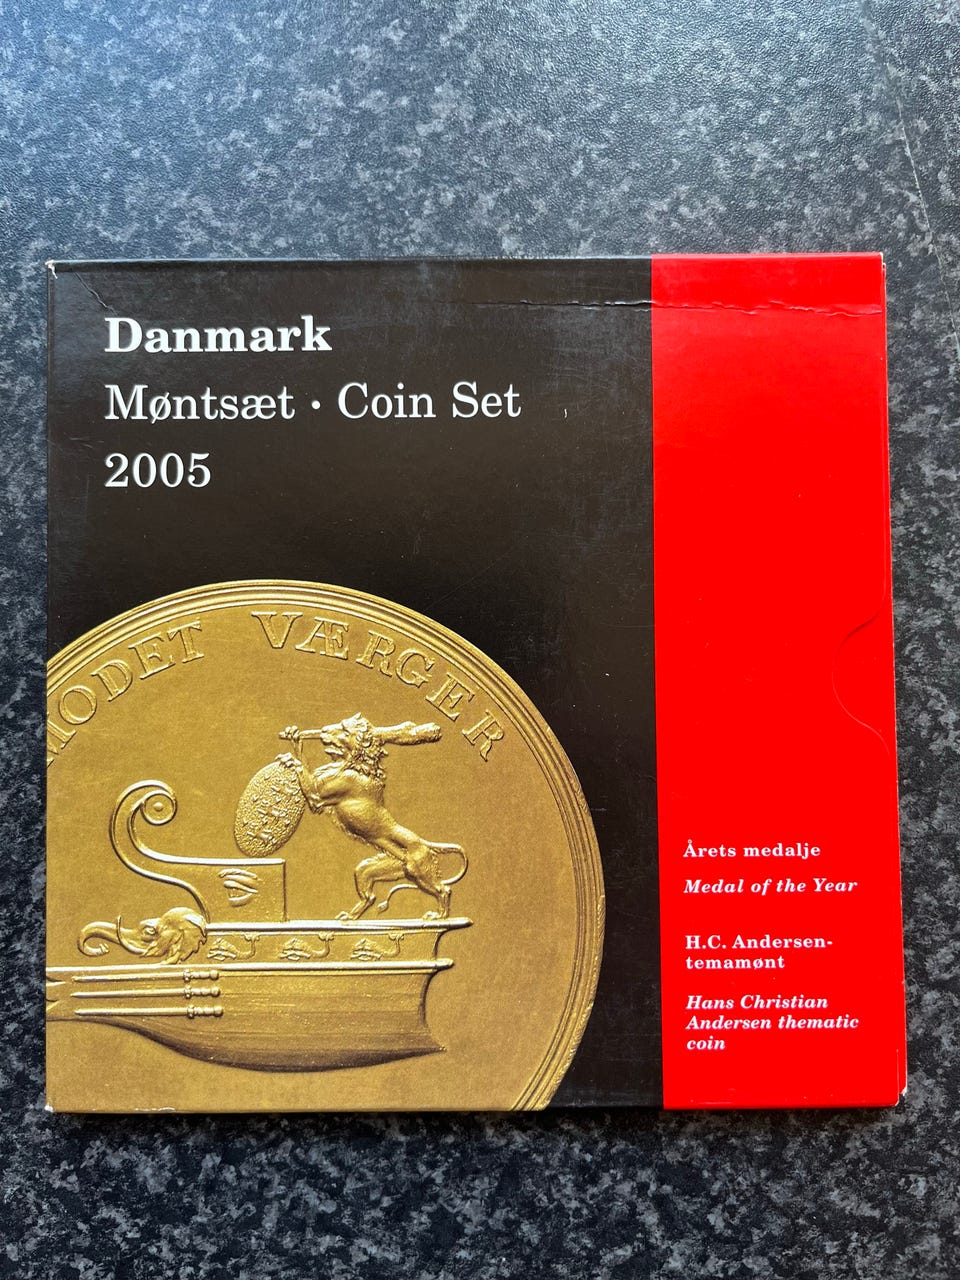 Danmark
Møntsæt · Coin Set
2005
MODET VÆRGER
Årets medalje
Medal of the Year
H.C. Andersen-
temamønt
Hans Christian
Andersen thematic
coin